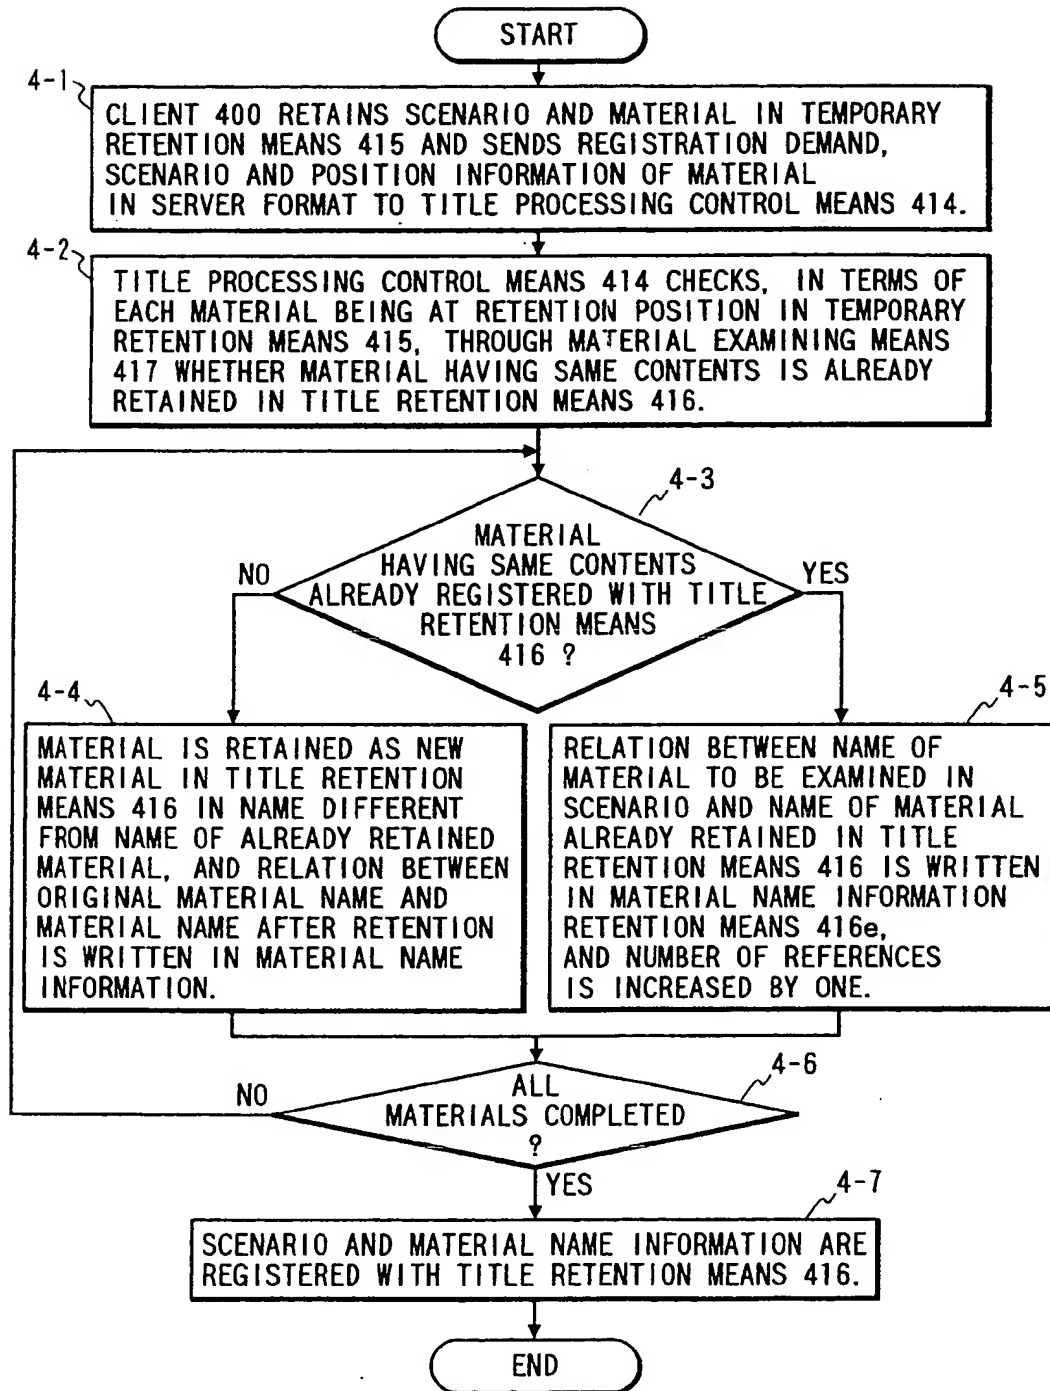 START
4-1
CLIENT 400 RETAINS SCENARIO AND MATERIAL IN TEMPORARY
RETENTION MEANS 415 AND SENDS REGISTRATION DEMAND,
SCENARIO AND POSITION INFORMATION OF MATERIAL
IN SERVER FORMAT TO TITLE PROCESSING CONTROL MEANS 414.
4-2
TITLE PROCESSING CONTROL MEANS 414 CHECKS, IN TERMS OF
EACH MATERIAL BEING AT RETENTION POSITION IN TEMPORARY
RETENTION MEANS 415, THROUGH MATERIAL EXAMINING MEANS
417 WHETHER MATERIAL HAVING SAME CONTENTS IS ALREADY
RETAINED IN TITLE RETENTION MEANS 416.
4-3
MATERIAL
HAVING SAME CONTENTS
ALREADY REGISTERED WITH TITLE
RETENTION MEANS
416 ?
NO
YES
4-4
MATERIAL IS RETAINED AS NEW
MATERIAL IN TITLE RETENTION
MEANS 416 IN NAME DIFFERENT
FROM NAME OF ALREADY RETAINED
MATERIAL, AND RELATION BETWEEN
ORIGINAL MATERIAL NAME AND
MATERIAL NAME AFTER RETENTION
IS WRITTEN IN MATERIAL NAME
INFORMATION.
4-5
RELATION BETWEEN NAME OF
MATERIAL TO BE EXAMINED IN
SCENARIO AND NAME OF MATERIAL
ALREADY RETAINED IN TITLE
RETENTION MEANS 416 IS WRITTEN
IN MATERIAL NAME INFORMATION
RETENTION MEANS 416e,
AND NUMBER OF REFERENCES
IS INCREASED BY ONE.
4-6
ALL
MATERIALS COMPLETED
?
NO
YES
4-7
SCENARIO AND MATERIAL NAME INFORMATION ARE
REGISTERED WITH TITLE RETENTION MEANS 416.
END